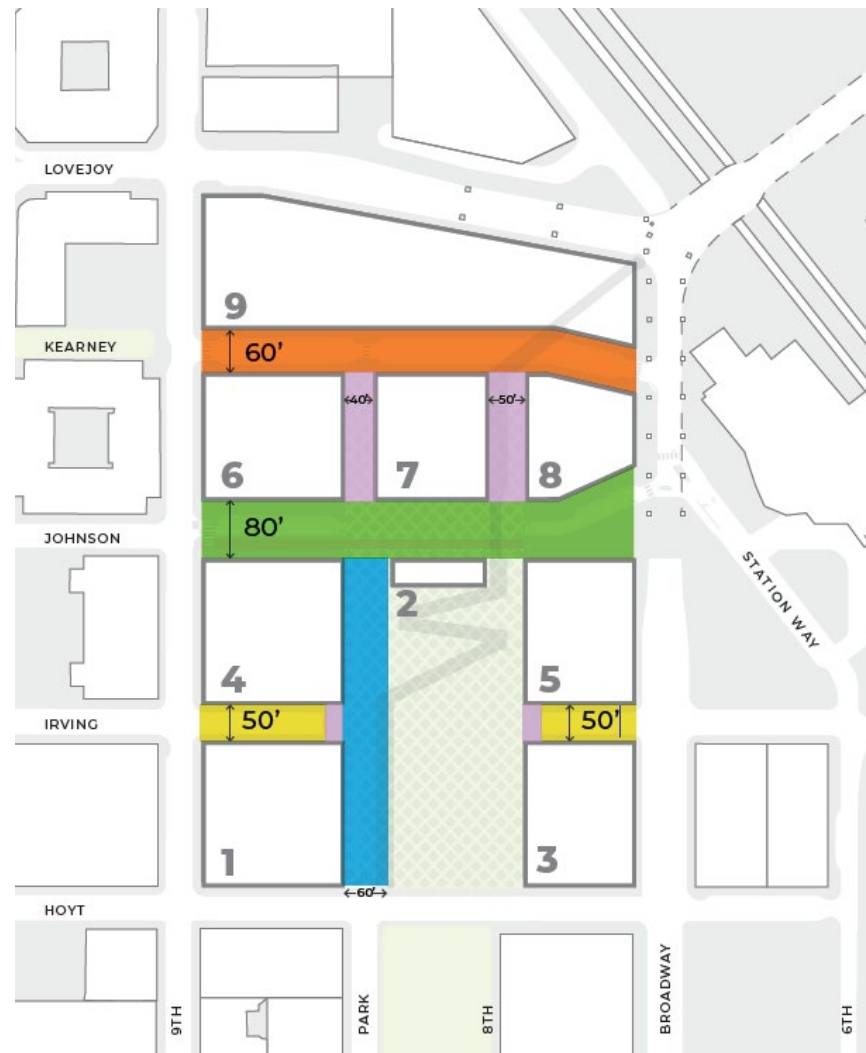 LOVEJOY
9
KEARNEY
60’
40’
50’
6
7
8
80’
JOHNSON
2
STATION WAY
4
5
50’
50’
IRVING
1
3
60’
HOYT
9TH
PARK
8TH
BROADWAY
6TH